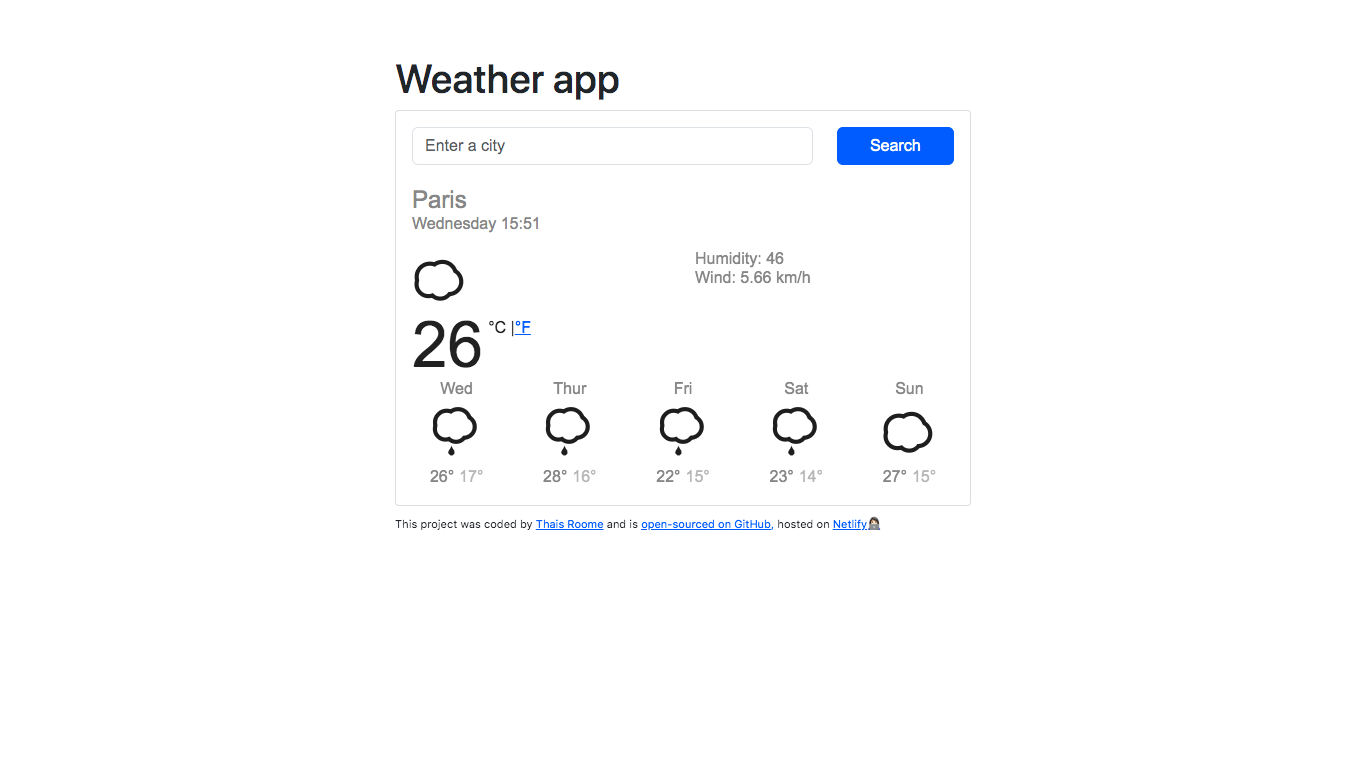 Weather app
Enter a city
Search
Paris
Wednesday 15:51
Humidity: 46
Wind: 5.66 km/h
26 °C |°F
Wed Thur Fri Sat Sun
26° 17° 28° 16° 22° 15° 23° 14° 27° 15°
This project was coded by Thais Roome and is open-sourced on GitHub, hosted on Netlify